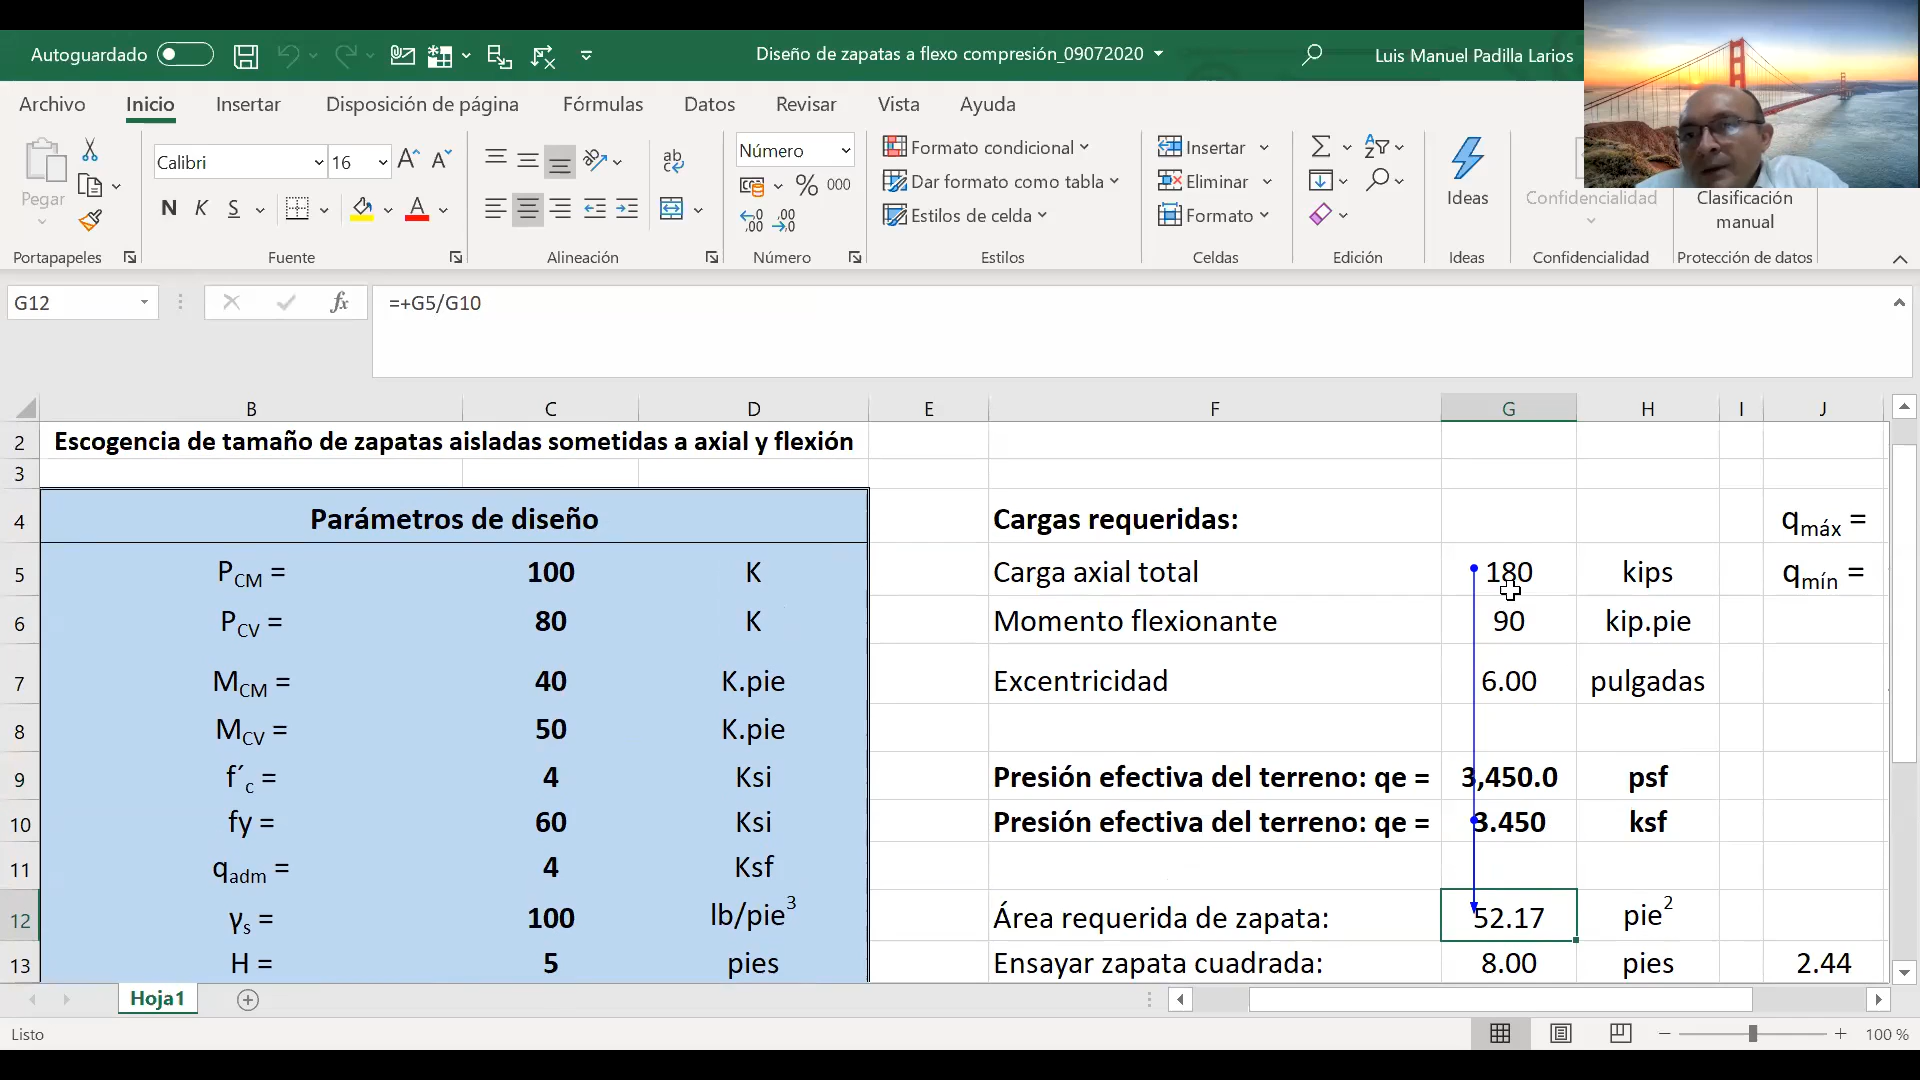 Autoguardado
Diseño de zapatas a flexo compresión_09072020
Luis Manuel Padilla Larios
Archivo Inicio Insertar Disposición de página Fórmulas Datos Revisar Vista Ayuda
Pegar
Calibri 16
N K S
ab
Número
% 000
Formato condicional
Dar formato como tabla
Estilos de celda
Insertar
Eliminar
Formato
Ideas
Confidencialidad
Clasificación manual
Portapapeles Fuente Alineación Número Estilos Celdas Edición Ideas Confidencialidad Protección de datos
G12 fx =+G5/G10
B C D E F G H I J
2 Escogencia de tamaño de zapatas aisladas sometidas a axial y flexión
3
4 Parámetros de diseño Cargas requeridas: qmáx =
5 PCM = 100 K Carga axial total 180 kips qmín =
6 PCV = 80 K Momento flexionante 90 kip.pie
7 MCM = 40 K.pie Excentricidad 6.00 pulgadas
8 MCV = 50 K.pie
9 f´c = 4 Ksi Presión efectiva del terreno: qe = 3,450.0 psf
10 fy = 60 Ksi Presión efectiva del terreno: qe = 3.450 ksf
11 qadm = 4 Ksf
12 γs = 100 lb/pie³ Área requerida de zapata: 52.17 pie²
13 H = 5 pies Ensayar zapata cuadrada: 8.00 pies 2.44
Hoja1
Listo
100 %